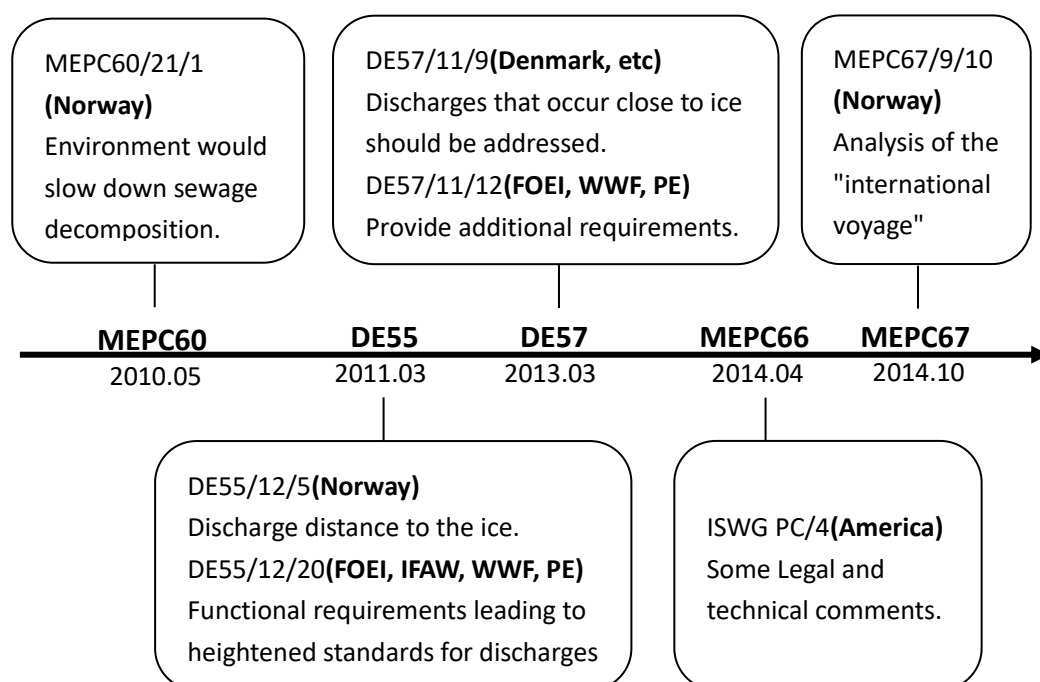 MEPC60/21/1
(Norway)
Environment would
slow down sewage
decomposition.
DE57/11/9(Denmark, etc)
Discharges that occur close to ice
should be addressed.
DE57/11/12(FOEI, WWF, PE)
Provide additional requirements.
MEPC67/9/10
(Norway)
Analysis of the
"international
voyage"
MEPC60
DE55
DE57
MEPC66
MEPC67
2010.05
2011.03
2013.03
2014.04
2014.10
DE55/12/5(Norway)
Discharge distance to the ice.
DE55/12/20(FOEI, IFAW, WWF, PE)
Functional requirements leading to
heightened standards for discharges
ISWG PC/4(America)
Some Legal and
technical comments.